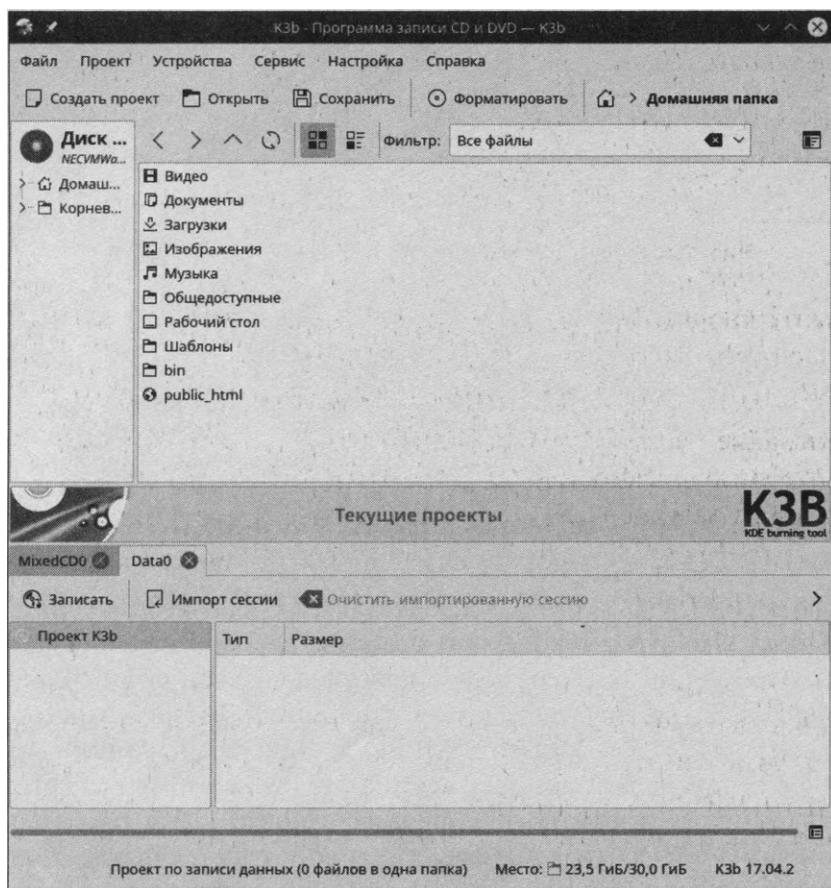 K3b - Программа записи CD и DVD — K3b
Файл Проект Устройства Сервис Настройка Справка
Создать проект Открыть Сохранить Форматировать > Домашняя папка
Диск ...
NECVMWa...
Фильтр: Все файлы
Домаш...
Корнев...
Видео
Документы
Загрузки
Изображения
Музыка
Общедоступные
Рабочий стол
Шаблоны
bin
public_html
Текущие проекты
K3B
KDE burning tool
MixedCD0 Data0
Записать Импорт сессии Очистить импортированную сессию
Проект K3b Тип Размер
Проект по записи данных (0 файлов в одна папка) Место: 23,5 ГиБ/30,0 ГиБ K3b 17.04.2